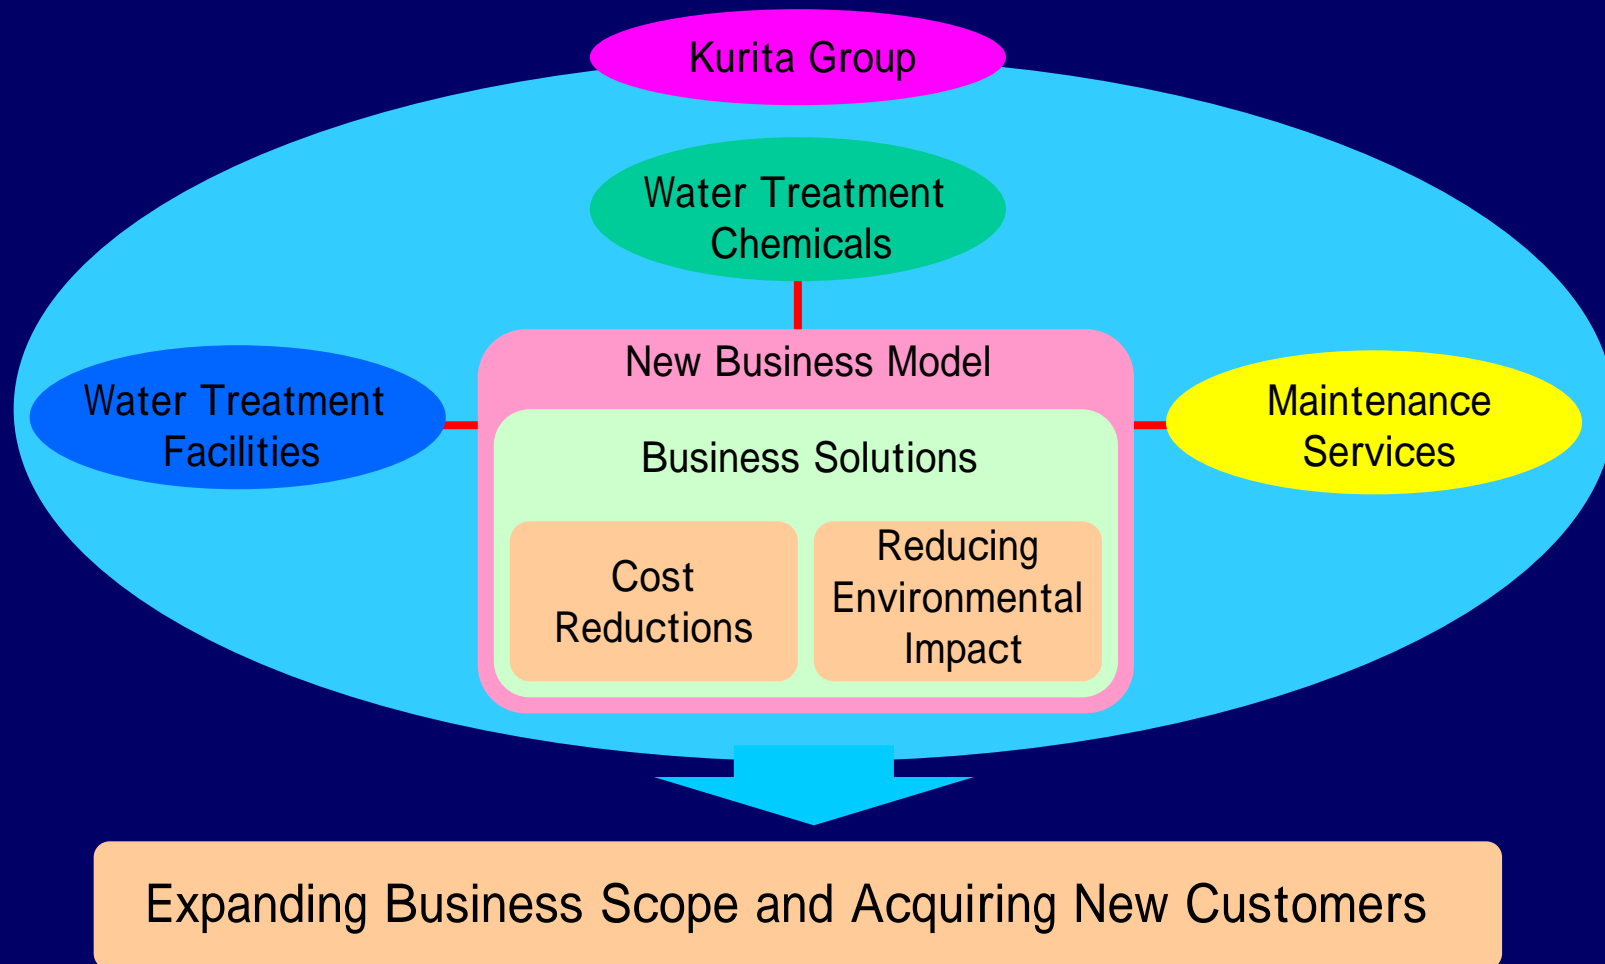 Kurita Group
Water Treatment
Chemicals
Water Treatment
Facilities
New Business Model
Maintenance
Services
Business Solutions
Cost
Reductions
Reducing
Environmental
Impact
Expanding Business Scope and Acquiring New Customers